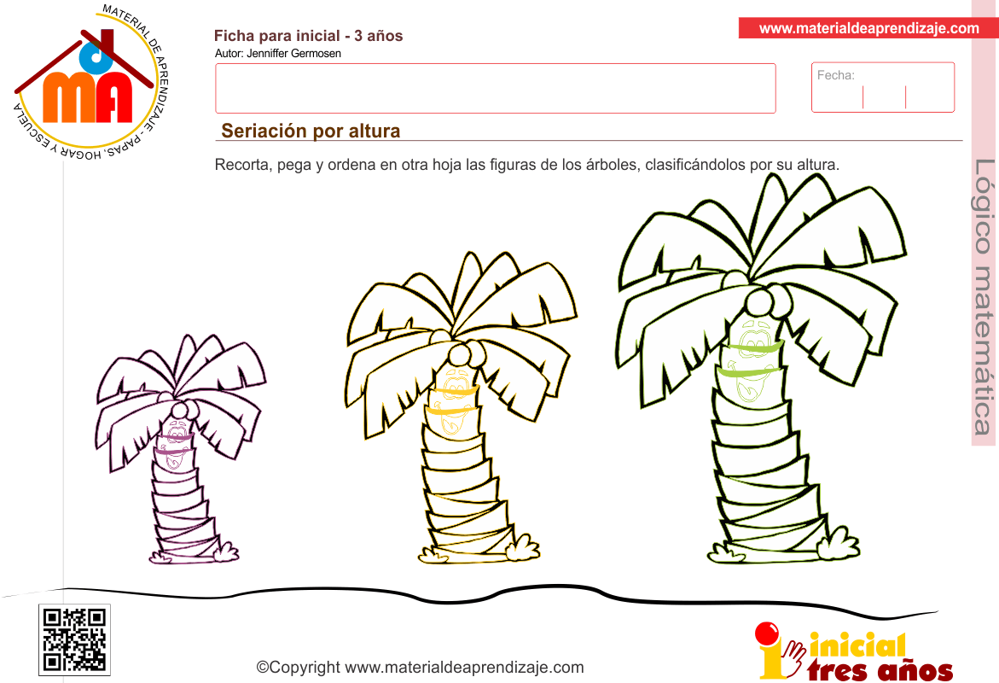 MATERIAL DE APRENDIZAJE - PAPAS, HOGAR Y ESCUELA
dmA
Ficha para inicial - 3 años
Autor: Jenniffer Germosen
www.materialdeaprendizaje.com
Fecha:
Seriación por altura
Recorta, pega y ordena en otra hoja las figuras de los árboles, clasificándolos por su altura.
Lógico matemática
©Copyright www.materialdeaprendizaje.com
inicial
tres años